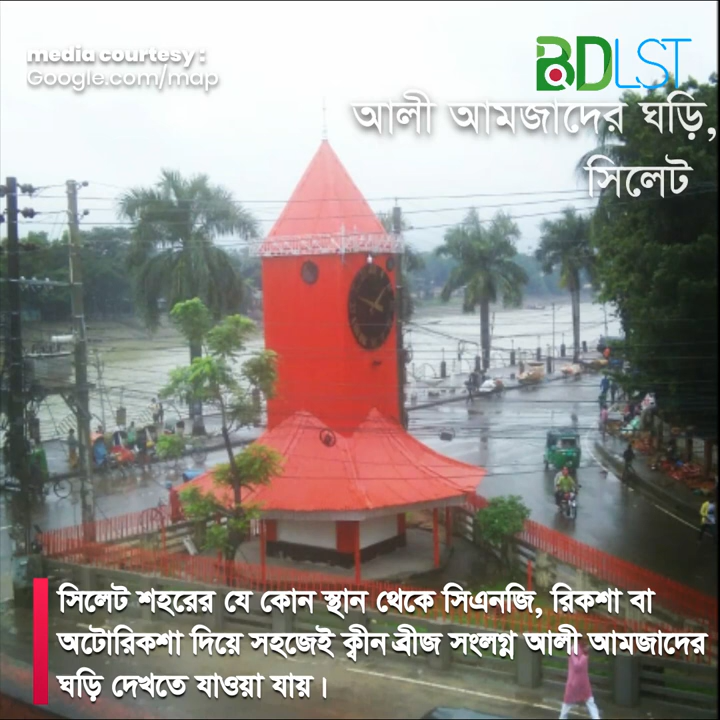 media courtesy :
Google.com/map
BDLST
আলী আমজাদের ঘড়ি,
সিলেট
সিলেট শহরের যে কোন স্থান থেকে সিএনজি, রিকশা বা
অটোরিকশা দিয়ে সহজেই ক্বীন ব্রীজ সংলগ্ন আলী আমজাদের
ঘড়ি দেখতে যাওয়া যায়।